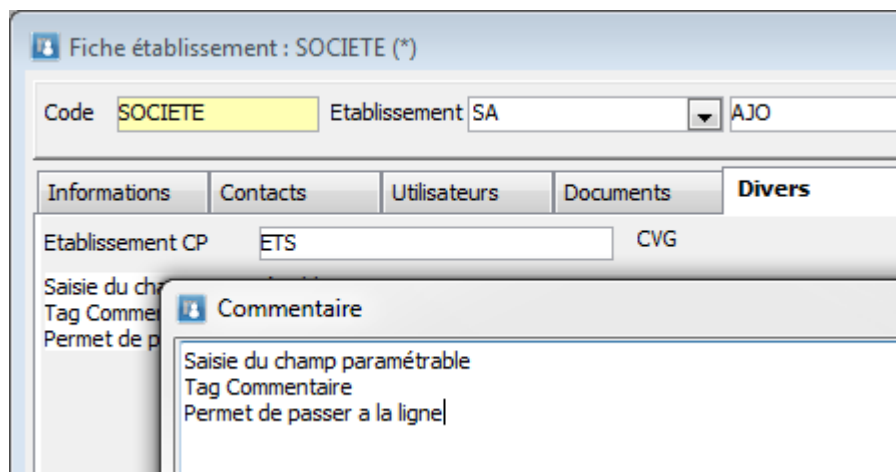 Fiche établissement : SOCIETE (*)
Code SOCIETE Etablissement SA AJO
Informations Contacts Utilisateurs Documents Divers
Etablissement CP ETS CVG
Saisie du cha
Tag Commen
Permet de p
Commentaire
Saisie du champ paramétrable
Tag Commentaire
Permet de passer a la ligne